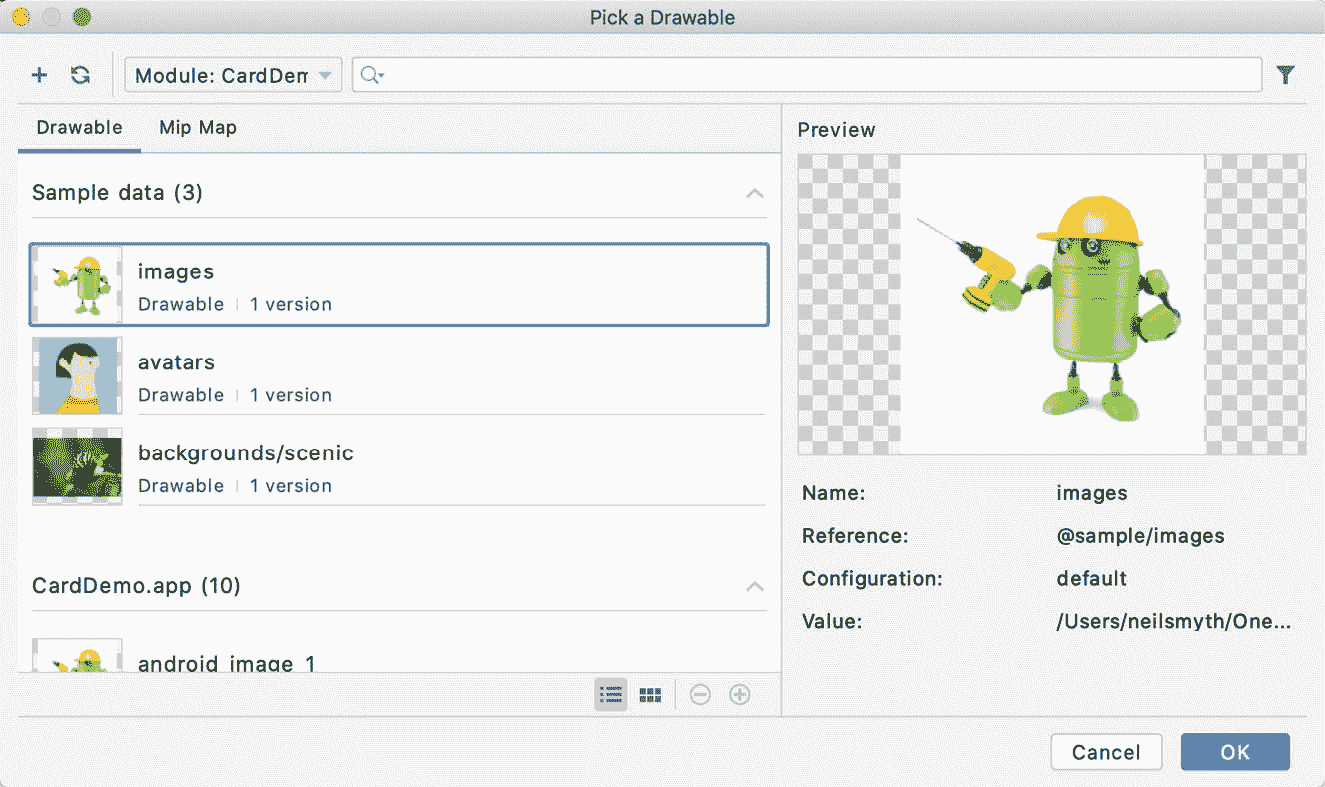 Pick a Drawable
Module: CardDem
Drawable Mip Map
Sample data (3)
images
Drawable | 1 version
avatars
Drawable | 1 version
backgrounds/scenic
Drawable | 1 version
CardDemo.app (10)
android_image_1
Preview
Name: images
Reference: @sample/images
Configuration: default
Value: /Users/neilsmyth/One...
Cancel OK